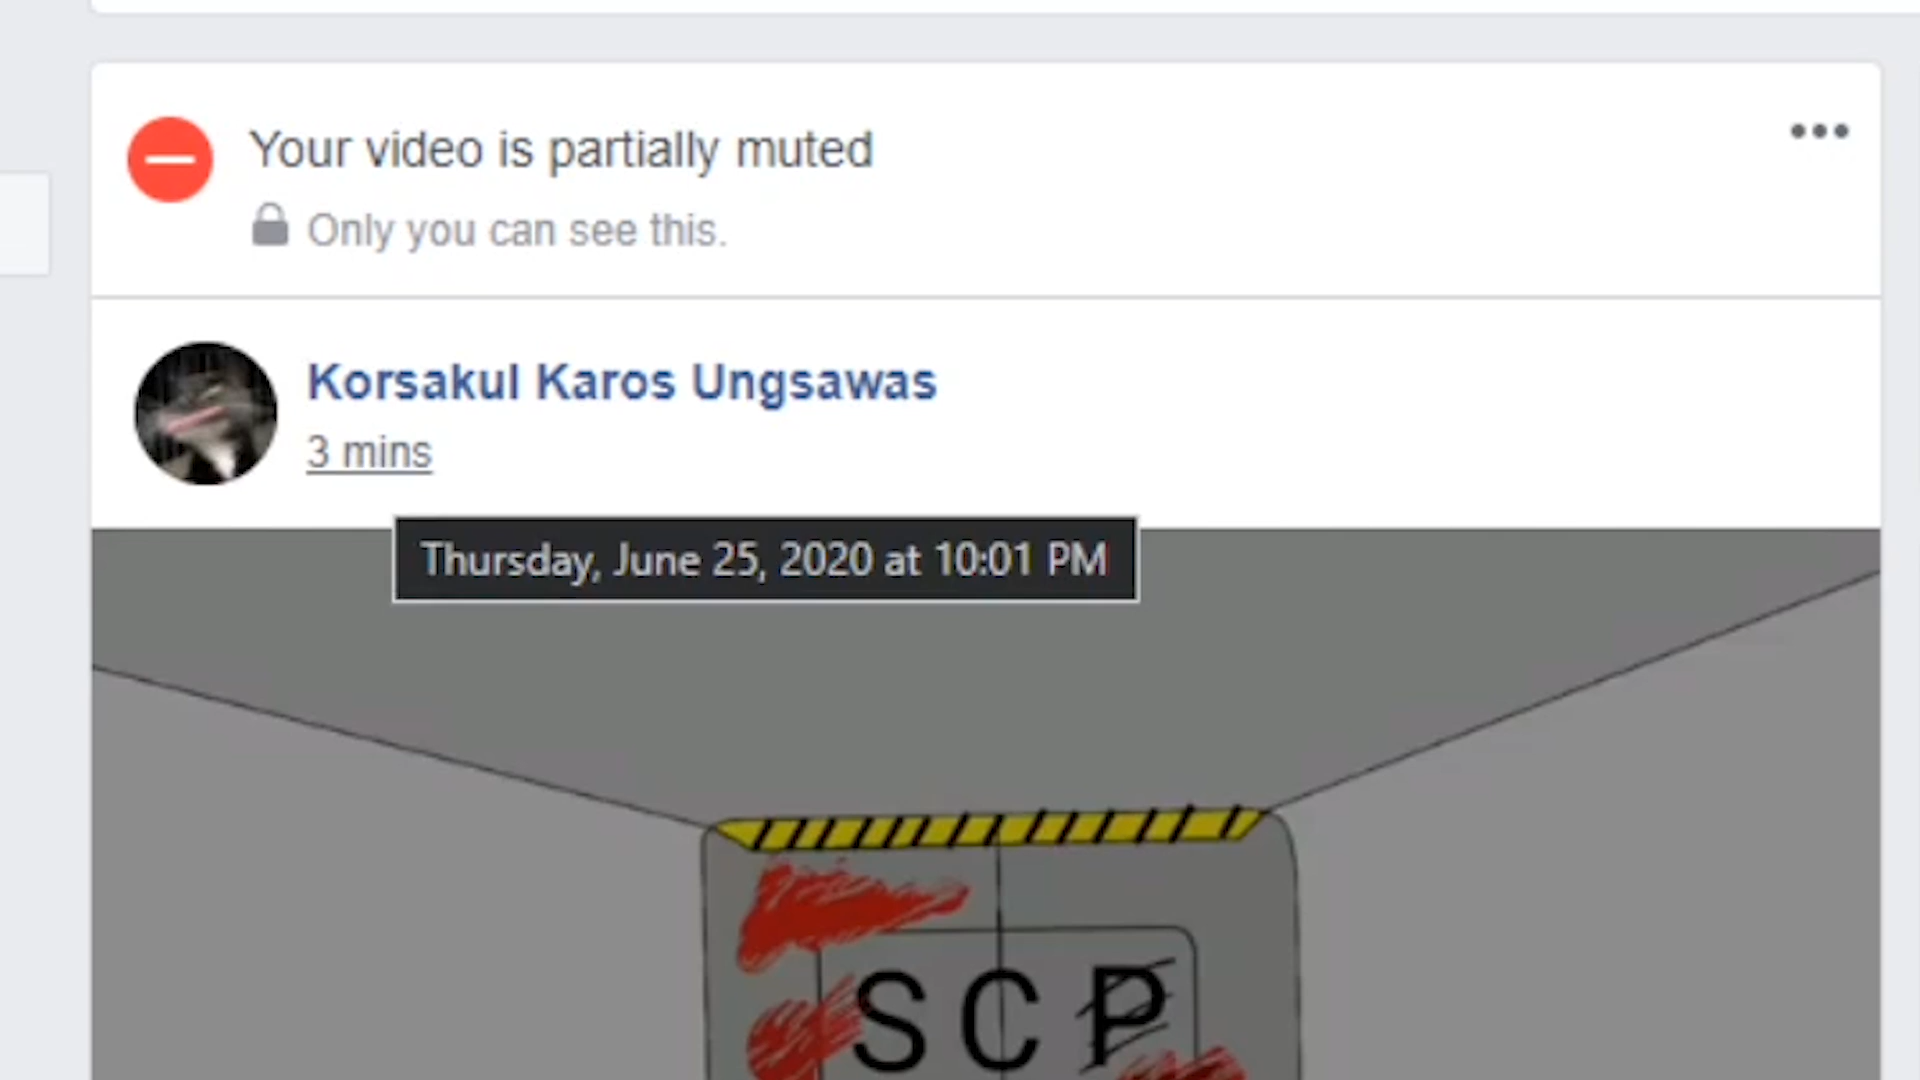 Your video is partially muted
Only you can see this.
Korsakul Karos Ungsawas
3 mins
Thursday, June 25, 2020 at 10:01 PM
SCP